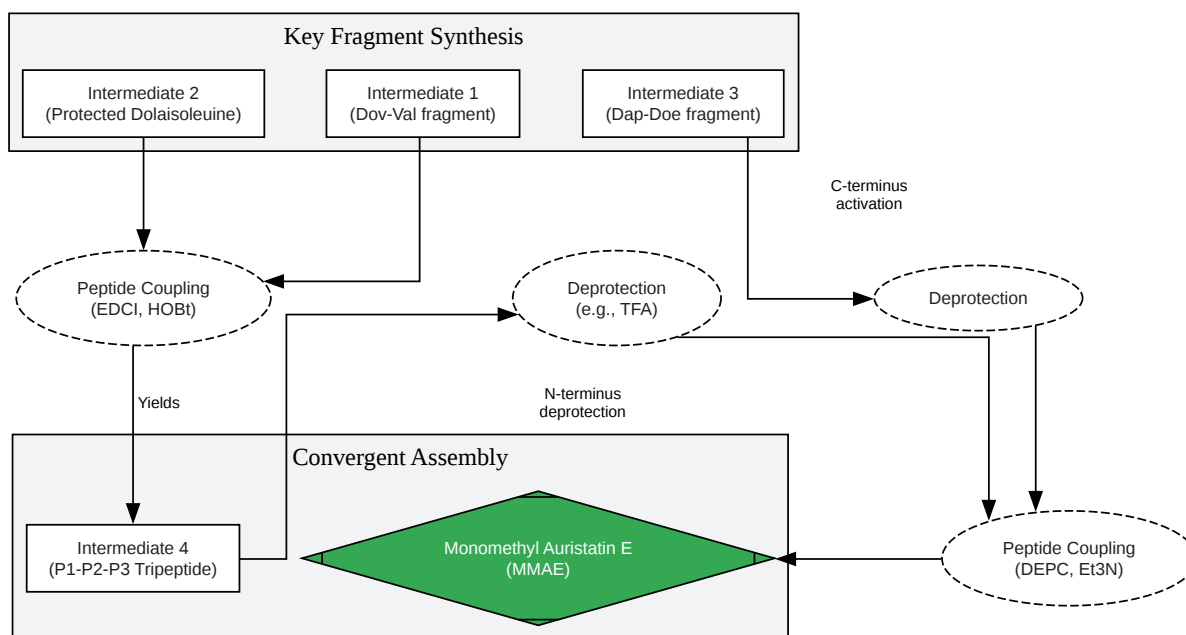 Key Fragment Synthesis
Intermediate 2
(Protected Dolaisoleuine)
Intermediate 1
(Dov-Val fragment)
Intermediate 3
(Dap-Doe fragment)
C-terminus
activation
Peptide Coupling
(EDCI, HOBt)
Deprotection
(e.g., TFA)
Deprotection
Yields
N-terminus
deprotection
Convergent Assembly
Intermediate 4
(P1-P2-P3 Tripeptide)
Monomethyl Auristatin E
(MMAE)
Peptide Coupling
(DEPC, Et3N)